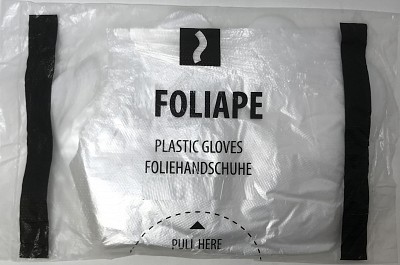 FOLIAPE
PLASTIC GLOVES
FOLIEHANDSCHUHE
PULL HERE